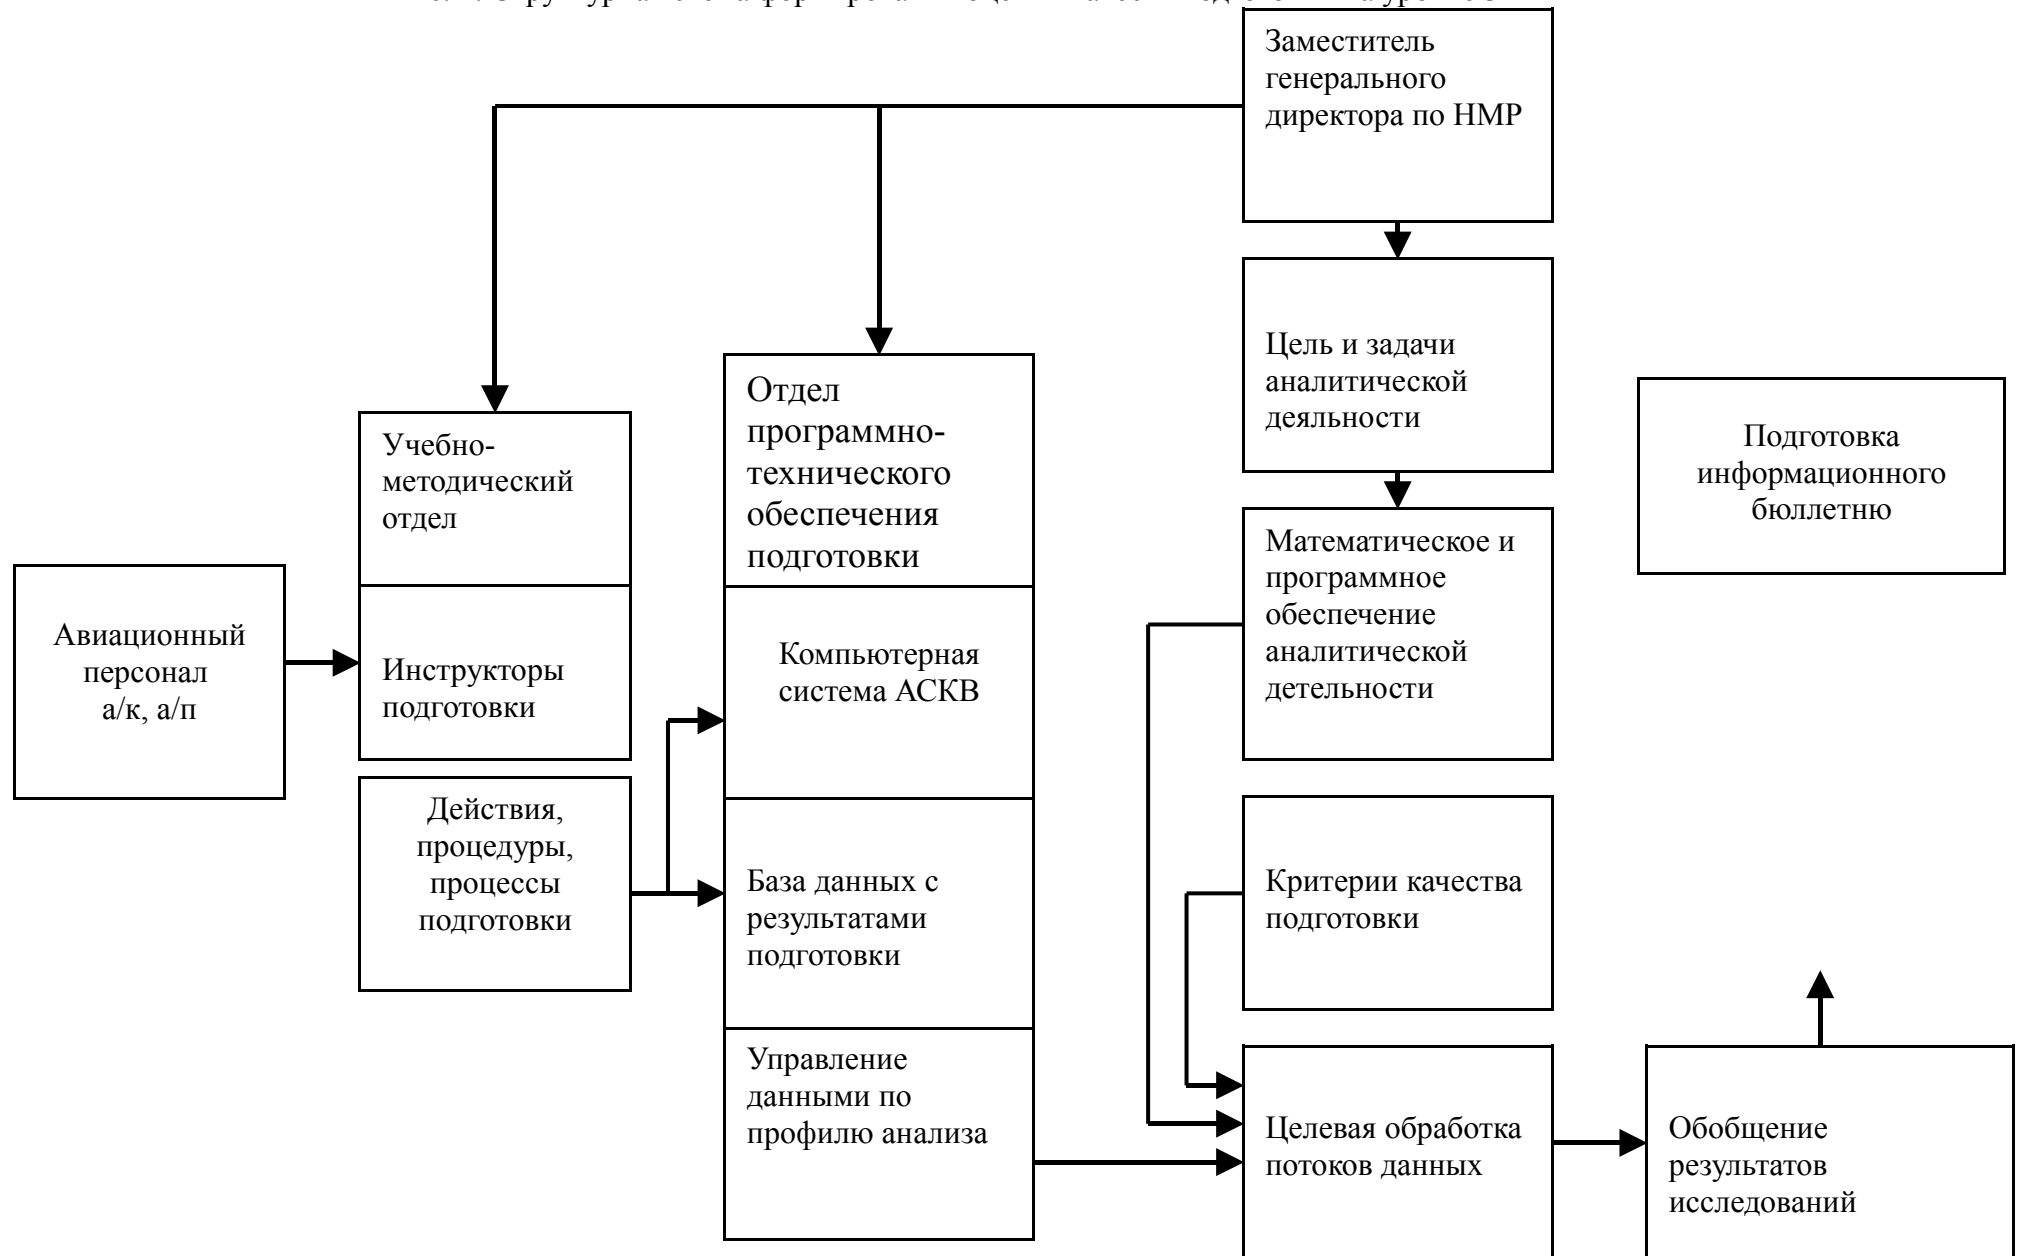 Заместитель
генерального
директора по НМР
Цель и задачи
аналитической
деяльности
Математическое и
программное
обеспечение
аналитической
детельности
Подготовка
информационного
бюллетню
Отдел
программно-
технического
обеспечения
подготовки
Учебно-
методический
отдел
Авиационный
персонал
а/к, а/п
Инструкторы
подготовки
Компьютерная
система АСКВ
Действия,
процедуры,
процессы
подготовки
База данных с
результатами
подготовки
Критерии качества
подготовки
Управление
данными по
профилю анализа
Целевая обработка
потоков данных
Обобщение
результатов
исследований